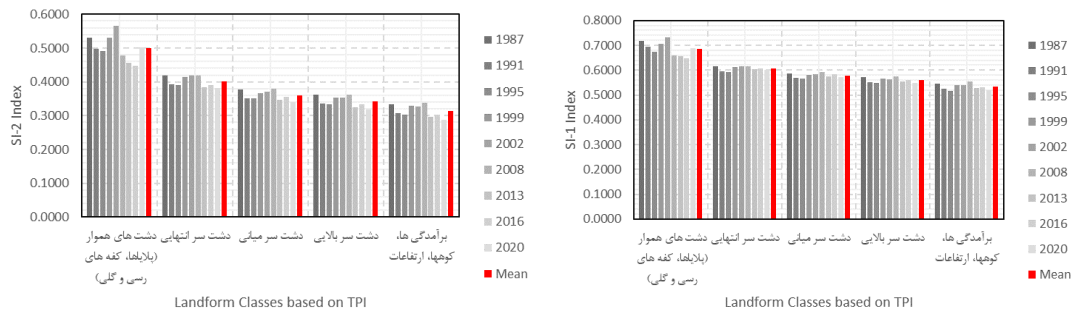 0.6000
0.5000
0.4000
0.3000
0.2000
0.1000
0.0000
SI-2 Index
دشت های هموار
(پلایاها، کفه های
رسی و گلی)
دشت سر انتهایی
دشت سر میانی
دشت سر بالایی
برآمدگی ها،
کوهها، ارتفاعات
Landform Classes based on TPI
1987
1991
1995
1999
2002
2008
2013
2016
2020
Mean
0.8000
0.7000
0.6000
0.5000
0.4000
0.3000
0.2000
0.1000
0.0000
SI-1 Index
دشت های هموار
(پلایاها، کفه های
رسی و گلی)
دشت سر انتهایی
دشت سر میانی
دشت سر بالایی
برآمدگی ها،
کوهها، ارتفاعات
Landform Classes based on TPI
1987
1991
1995
1999
2002
2008
2013
2016
2020
Mean